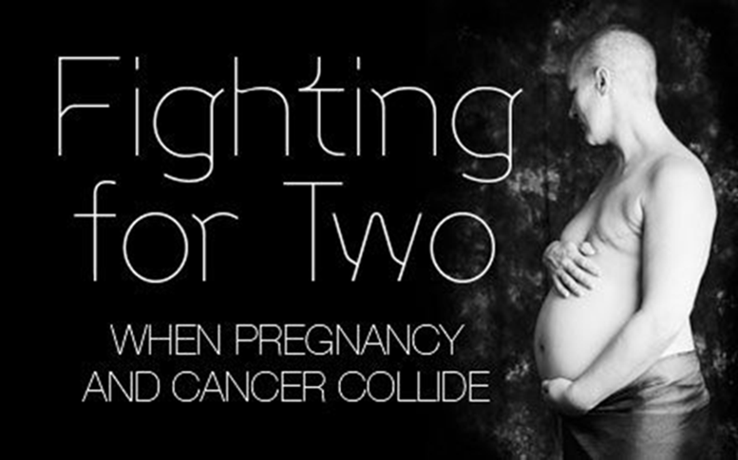 Fighting
for Two
WHEN PREGNANCY
AND CANCER COLLIDE